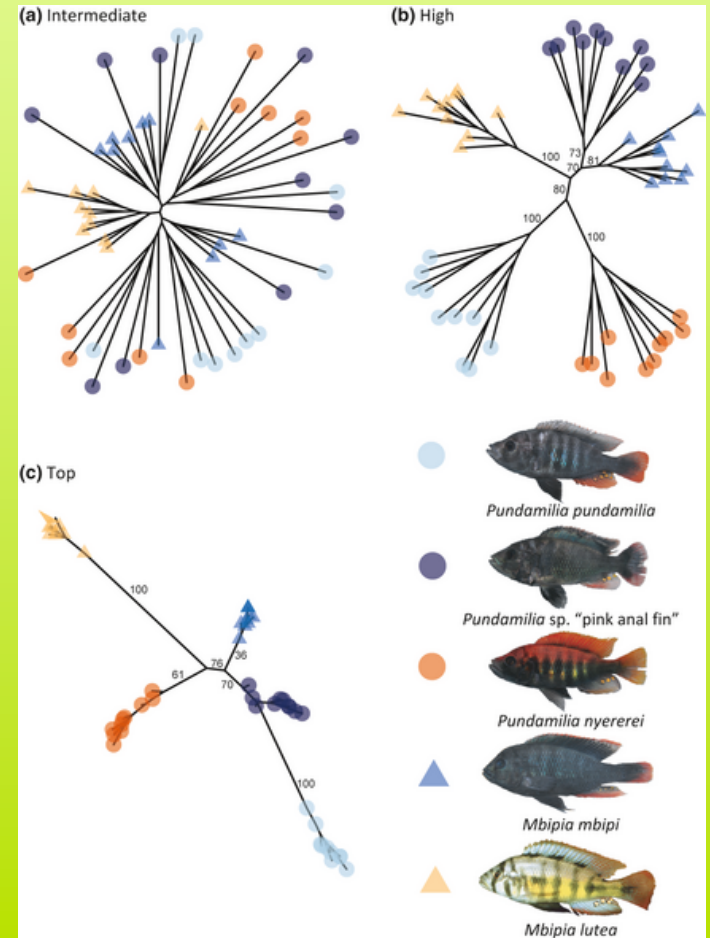 (a) Intermediate
(b) High
100
73
70
81
80
100
100
(c) Top
100
76
36
61
70
100
Pundamilia pundamilia
Pundamilia sp. “pink anal fin”
Pundamilia nyererei
Mbipia mbipi
Mbipia lutea